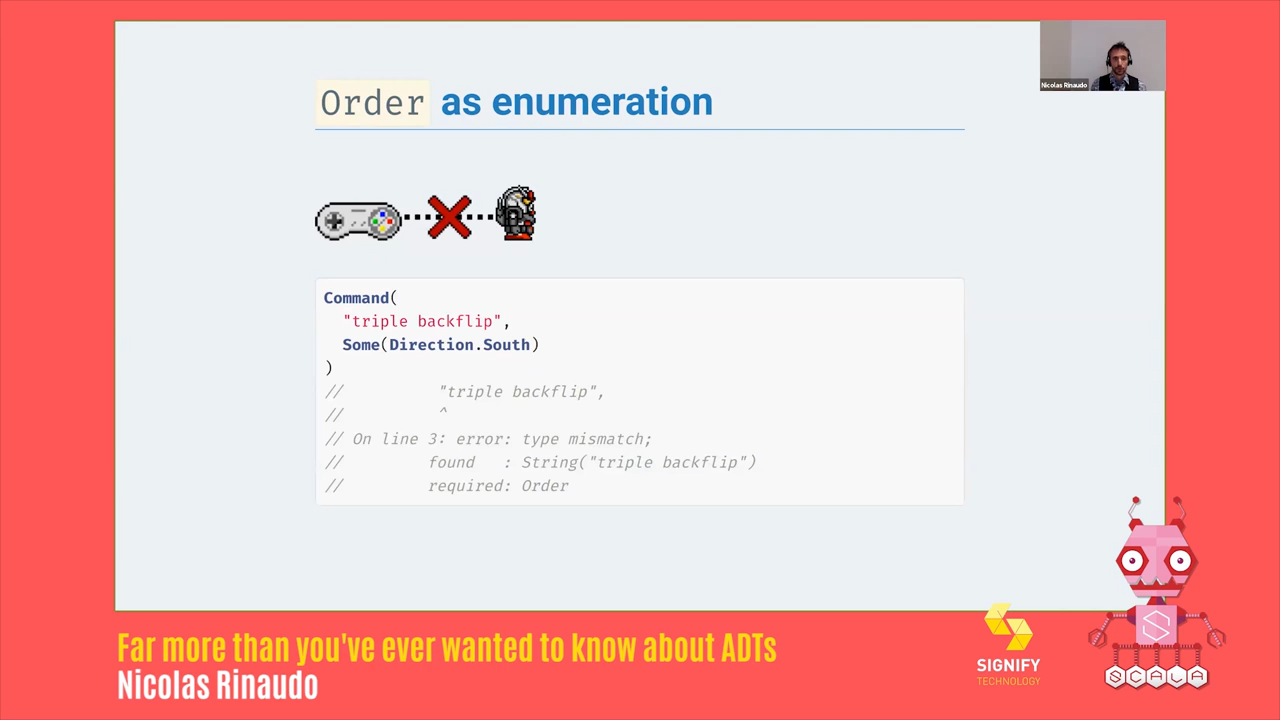 Order as enumeration
Nicolas Rinaudo
Command(
"triple backflip",
Some(Direction.South)
)
// "triple backflip",
// ^
// On line 3: error: type mismatch;
// found : String("triple backflip")
// required: Order
Far more than you've ever wanted to know about ADTs
Nicolas Rinaudo
SIGNIFY
TECHNOLOGY
S
SCALA